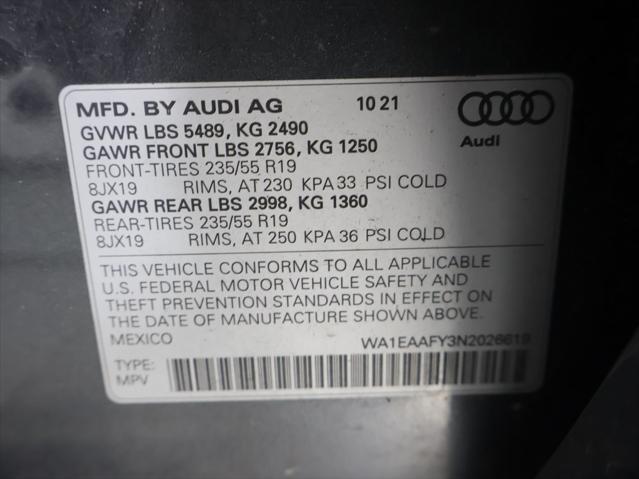 MFD. BY AUDI AG 10 21
GVWR LBS 5489, KG 2490
GAWR FRONT LBS 2756, KG 1250
FRONT-TIRES 235/55 R19
8JX19 RIMS, AT 230 KPA 33 PSI COLD
GAWR REAR LBS 2998, KG 1360
REAR-TIRES 235/55 R19
8JX19 RIMS, AT 250 KPA 36 PSI COLD
Audi
THIS VEHICLE CONFORMS TO ALL APPLICABLE
U.S. FEDERAL MOTOR VEHICLE SAFETY AND
THEFT PREVENTION STANDARDS IN EFFECT ON
THE DATE OF MANUFACTURE SHOWN ABOVE.
MEXICO WA1EAAFY3N2026619
TYPE:
MPV